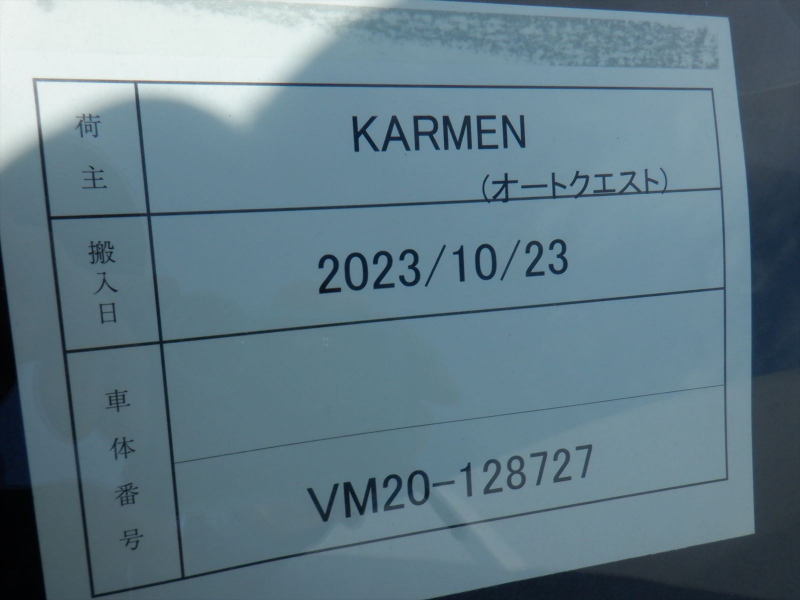 荷主
KARMEN
(オートクエスト)
搬入日
2023/10/23
車体番号
VM20-128727